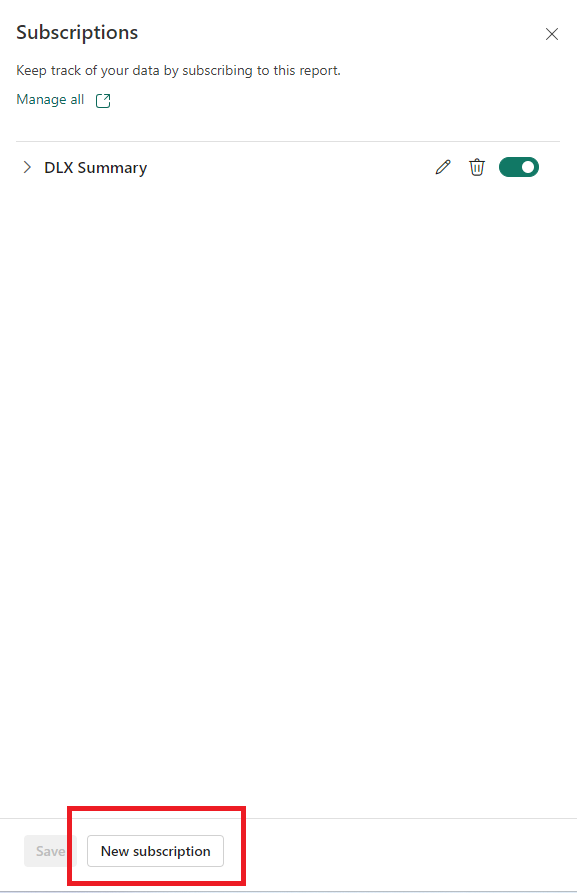 Subscriptions
Keep track of your data by subscribing to this report.
Manage all
DLX Summary
Save
New subscription